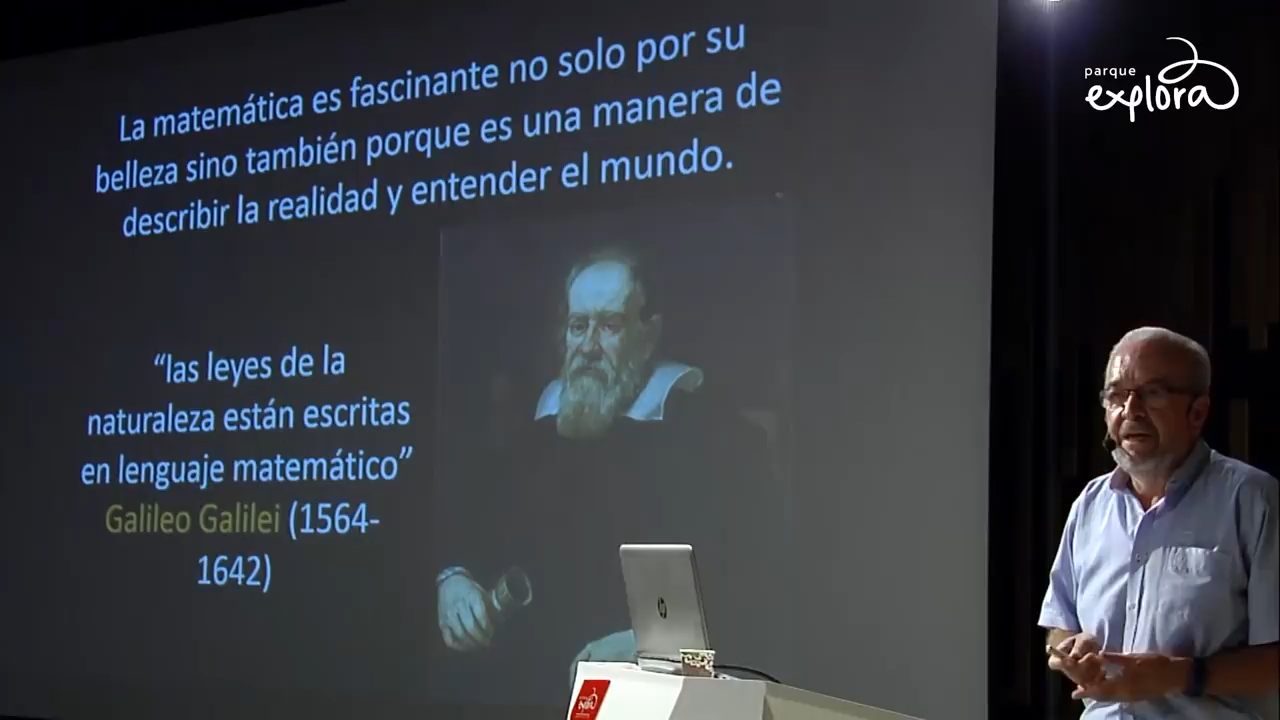 La matemática es fascinante no solo por su
belleza sino también porque es una manera de
describir la realidad y entender el mundo.
“las leyes de la
naturaleza están escritas
en lenguaje matemático”
Galileo Galilei (1564-
1642)
parque
explora
hp